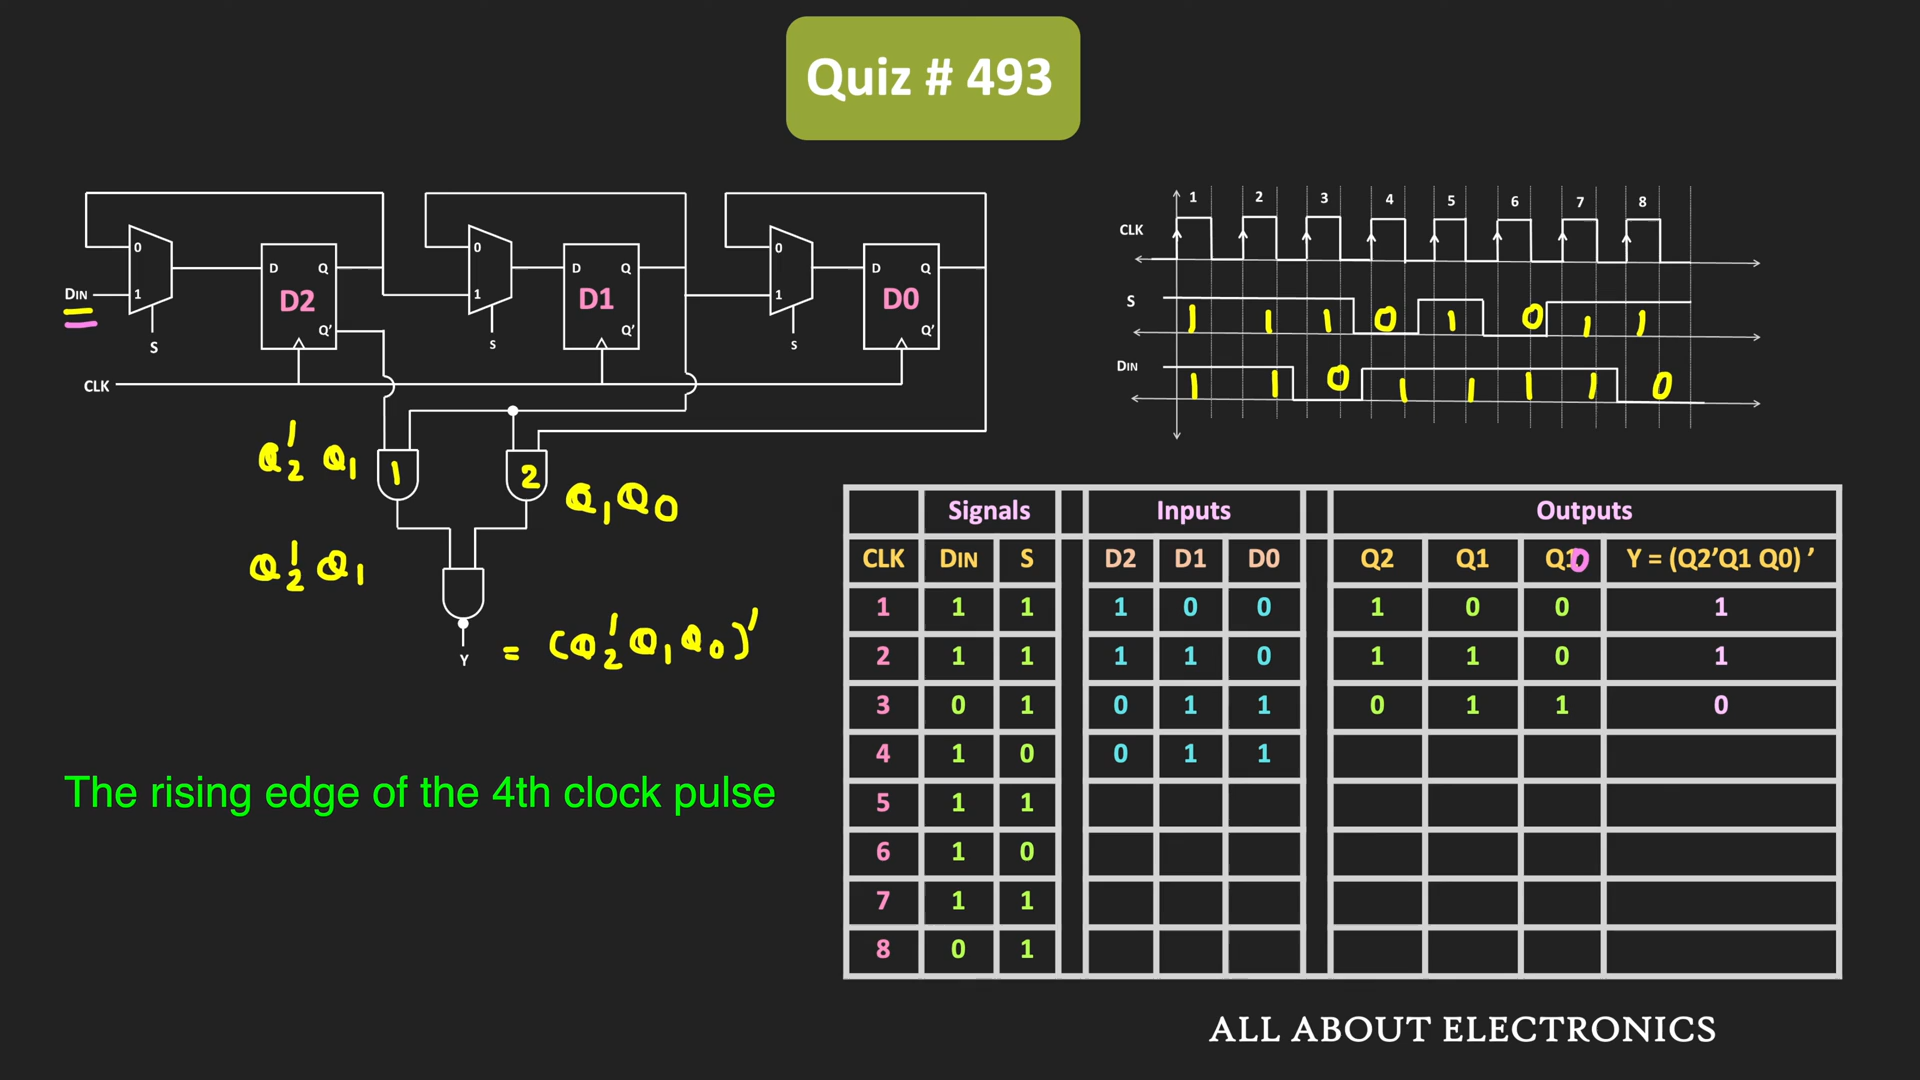 Quiz # 493
0 0 0
D Q D Q D Q
DIN 1 D2 1 D1 1 D0
Q' Q' Q'
S S S
CLK
1 2 3 4 5 6 7 8
CLK
S
1 1 1 0 1 0 1 1
DIN
1 1 0 1 1 1 1 0
Q2' Q1 1 2 Q1Q0
Q2' Q1
Y = (Q2' Q1 Q0)'
The rising edge of the 4th clock pulse
Signals Inputs Outputs
CLK DIN S D2 D1 D0 Q2 Q1 Q10 Y = (Q2'Q1 Q0) '
1 1 1 1 0 0 1 0 0 1
2 1 1 1 1 0 1 1 0 1
3 0 1 0 1 1 0 1 1 0
4 1 0 0 1 1
5 1 1
6 1 0
7 1 1
8 0 1
ALL ABOUT ELECTRONICS